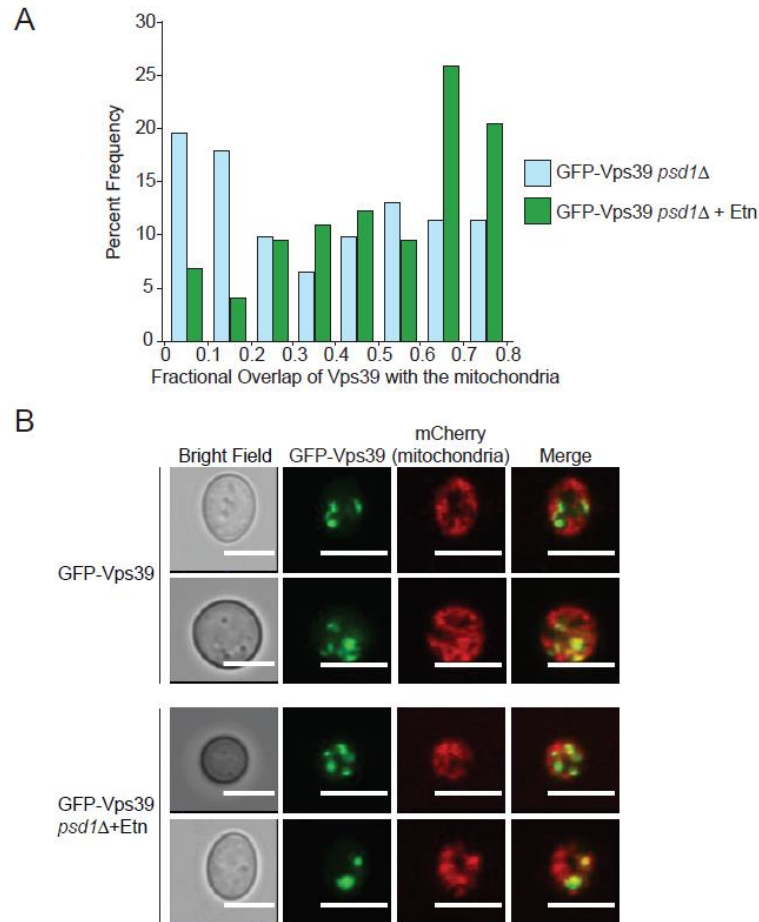 A
30
25
20
15
10
5
0
Percent Frequency
0 0.1 0.2 0.3 0.4 0.5 0.6 0.7 0.8
Fractional Overlap of Vps39 with the mitochondria
GFP-Vps39 psd1Δ
GFP-Vps39 psd1Δ + Etn
B
mCherry
Bright Field GFP-Vps39 (mitochondria) Merge
GFP-Vps39
GFP-Vps39
psd1Δ+Etn